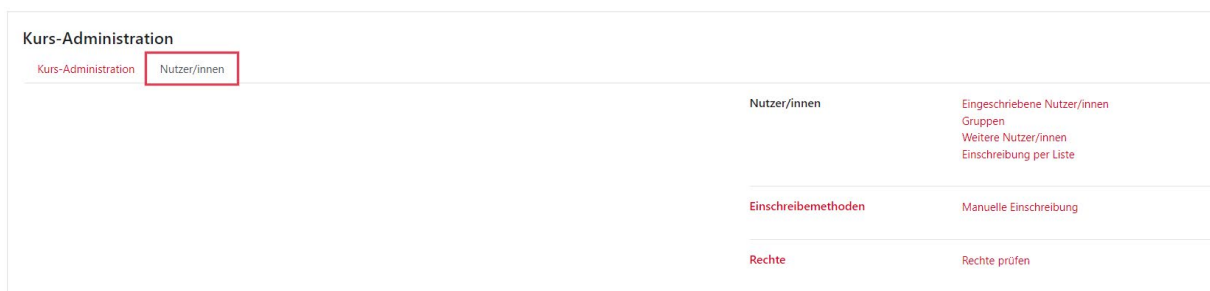 Kurs-Administration
Kurs-Administration Nutzer/innen
Nutzer/innen Eingeschriebene Nutzer/innen
Gruppen
Weitere Nutzer/innen
Einschreibung per Liste
Einschreibemethoden Manuelle Einschreibung
Rechte Rechte prüfen